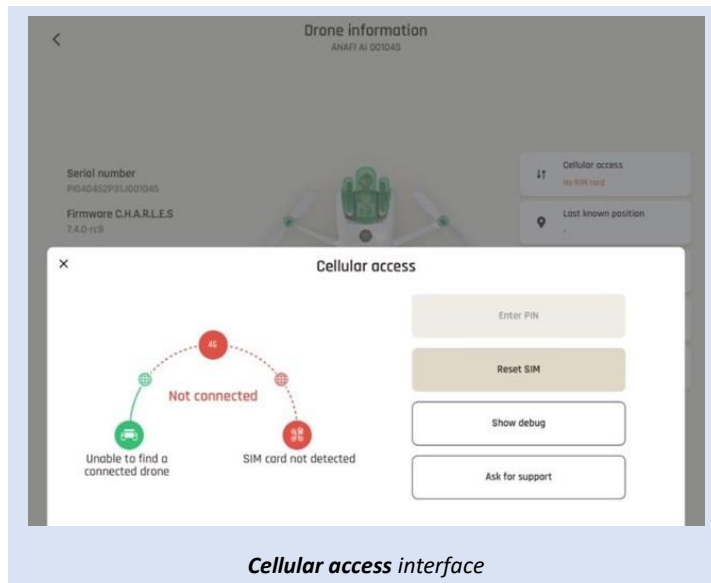 Drone information
ANAFI Ai 001045
Serial number
PI040452P31J001045
Firmware C.H.A.R.L.E.S
7.4.0-rc8
Cellular access
No SIM card
Last known position
-
Cellular access
4G
Not connected
Unable to find a
connected drone
SIM card not detected
Enter PIN
Reset SIM
Show debug
Ask for support
Cellular access interface